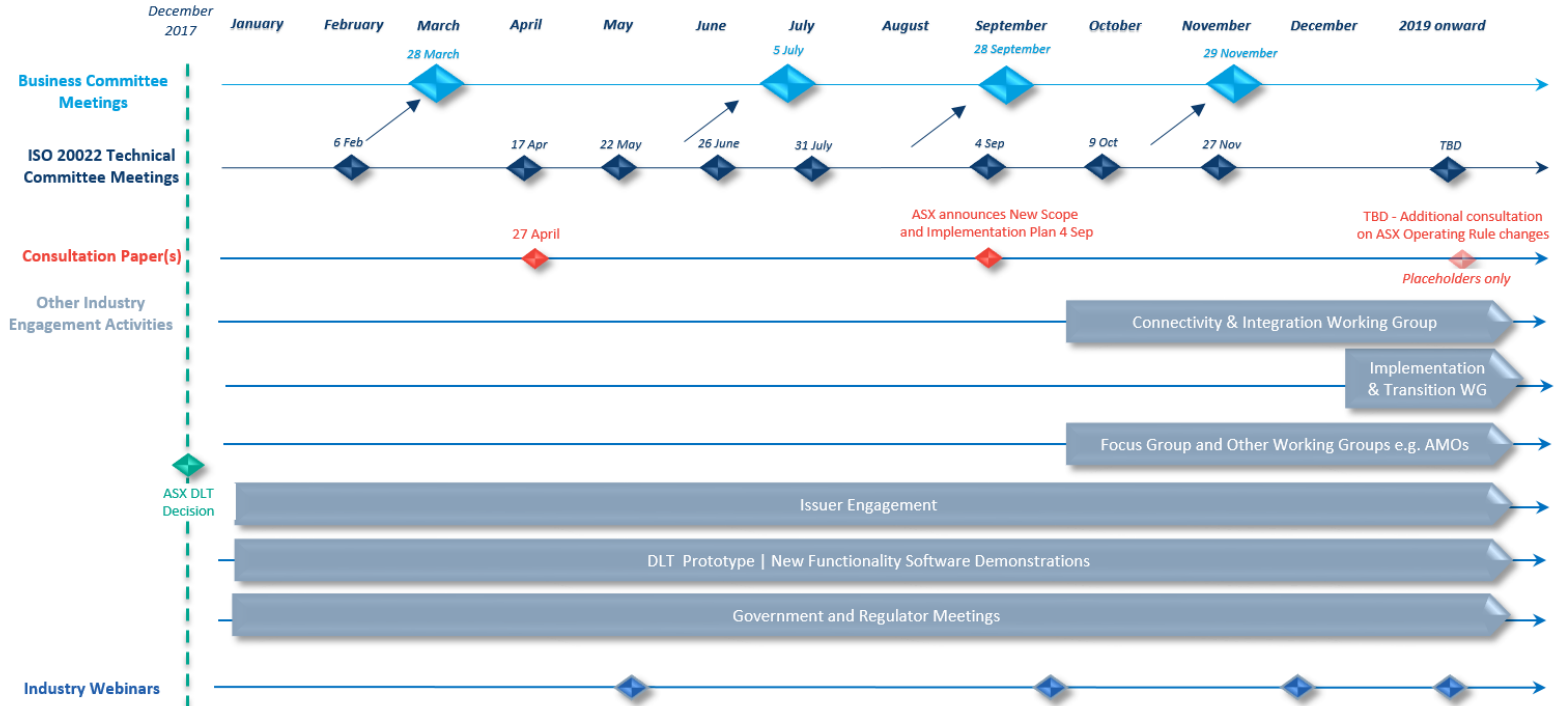 December
2017
January
February
March
April
May
June
July
August
September
October
November
December
2019 onward
28 March
5 July
28 September
29 November
Business Committee
Meetings
6 Feb
17 Apr
22 May
26 June
31 July
4 Sep
9 Oct
27 Nov
TBD
ISO 20022 Technical
Committee Meetings
27 April
ASX announces New Scope
and Implementation Plan 4 Sep
TBD - Additional consultation
on ASX Operating Rule changes
Consultation Paper(s)
Placeholders only
Other Industry
Engagement Activities
Connectivity & Integration Working Group
Implementation
& Transition WG
Focus Group and Other Working Groups e.g. AMOs
ASX DLT
Decision
Issuer Engagement
DLT  Prototype | New Functionality Software Demonstrations
Government and Regulator Meetings
Industry Webinars